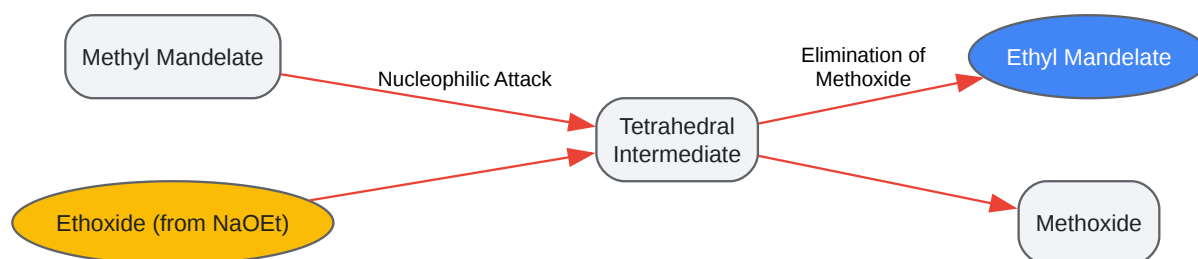 Methyl Mandelate
Nucleophilic Attack
Ethoxide (from NaOEt)
Tetrahedral
Intermediate
Elimination of
Methoxide
Ethyl Mandelate
Methoxide